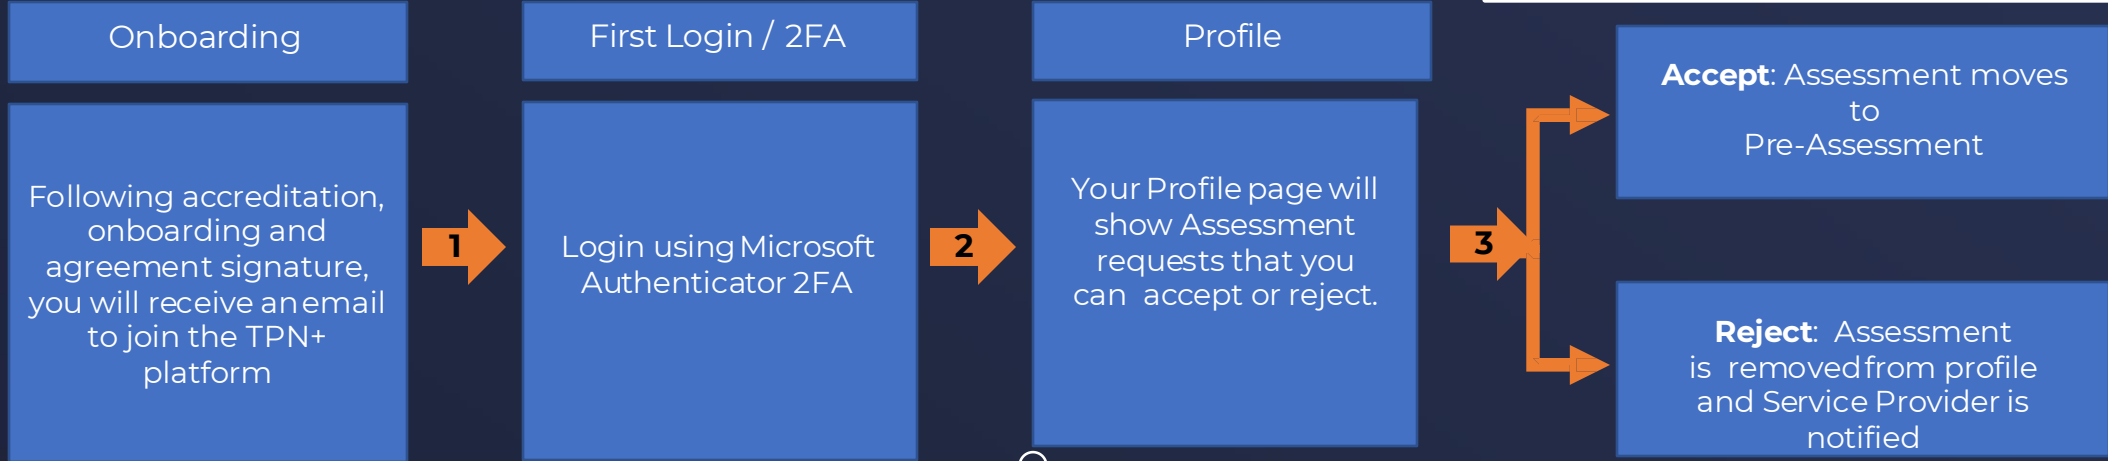 Onboarding
Following accreditation,
onboarding and
agreement signature,
you will receive an email
to join the TPN+
platform
1
First Login / 2FA
Login using Microsoft
Authenticator 2FA
2
Profile
Your Profile page will
show Assessment
requests that you
can accept or reject.
3
Accept: Assessment moves
to
Pre-Assessment
Reject: Assessment
is removed from profile
and Service Provider is
notified